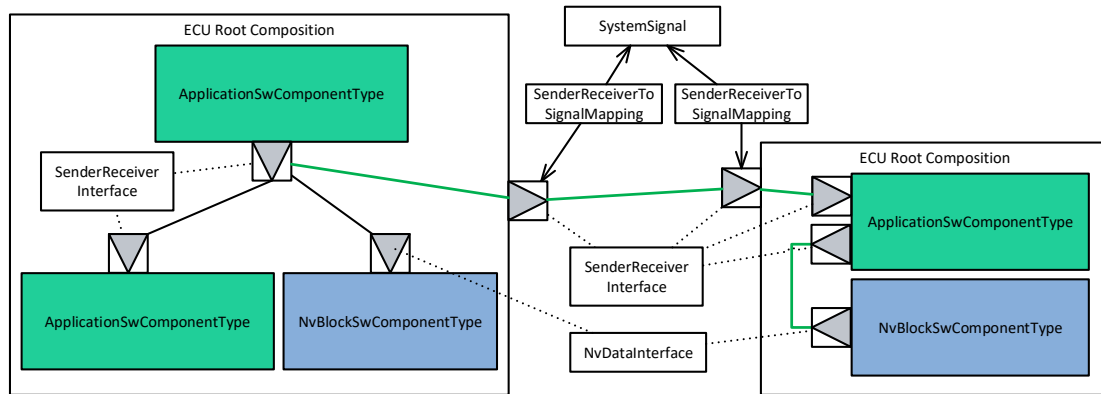 ECU Root Composition
ApplicationSwComponentType
SenderReceiver
Interface
ApplicationSwComponentType
NvBlockSwComponentType
SystemSignal
SenderReceiverTo
SignalMapping
SenderReceiverTo
SignalMapping
SenderReceiver
Interface
NvDataInterface
ECU Root Composition
ApplicationSwComponentType
NvBlockSwComponentType